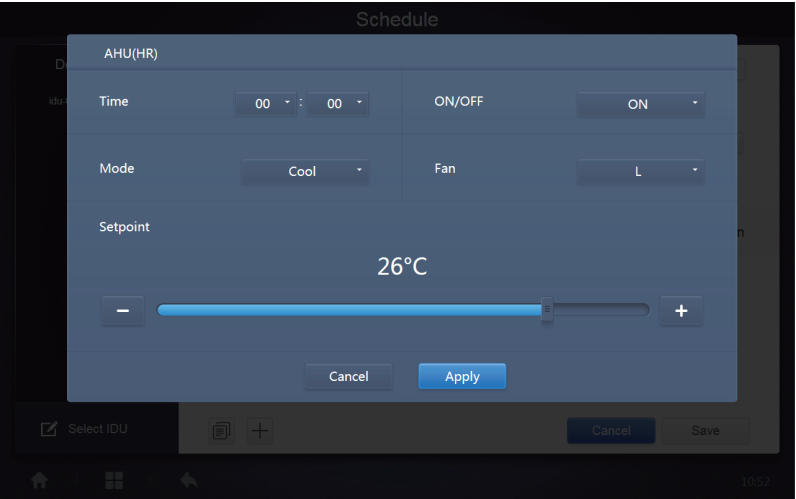 Schedule
AHU(HR)
D
idu-
Time 00 : 00 ON/OFF ON
Mode Cool Fan L
Setpoint
n
26°C
− +
Cancel Apply
Select IDU Cancel Save
10:52